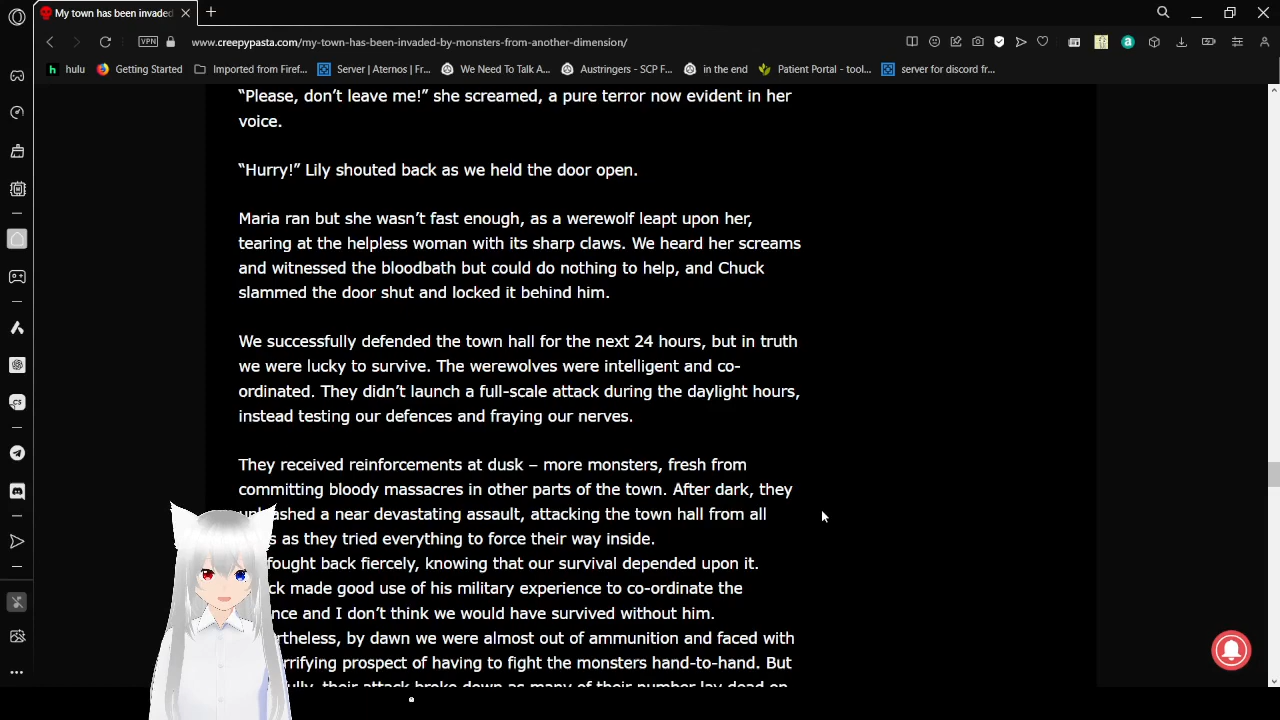 My town has been invaded
VPN
www.creepypasta.com/my-town-has-been-invaded-by-monsters-from-another-dimension/
hulu
Getting Started
Imported from Firef...
Server | Aternos | Fr...
We Need To Talk A...
Austringers - SCP F...
in the end
Patient Portal - tool...
server for discord fr...
“Please, don’t leave me!” she screamed, a pure terror now evident in her
voice.
“Hurry!” Lily shouted back as we held the door open.
Maria ran but she wasn’t fast enough, as a werewolf leapt upon her,
tearing at the helpless woman with its sharp claws. We heard her screams
and witnessed the bloodbath but could do nothing to help, and Chuck
slammed the door shut and locked it behind him.
We successfully defended the town hall for the next 24 hours, but in truth
we were lucky to survive. The werewolves were intelligent and co-
ordinated. They didn’t launch a full-scale attack during the daylight hours,
instead testing our defences and fraying our nerves.
They received reinforcements at dusk – more monsters, fresh from
committing bloody massacres in other parts of the town. After dark, they
a near devastating assault, attacking the town hall from all
as they tried everything to force their way inside.
fought back fiercely, knowing that our survival depended upon it.
made good use of his military experience to co-ordinate the
and I don’t think we would have survived without him.
by dawn we were almost out of ammunition and faced with
prospect of having to fight the monsters hand-to-hand. But
their attack broke down as many of their number lay dead on